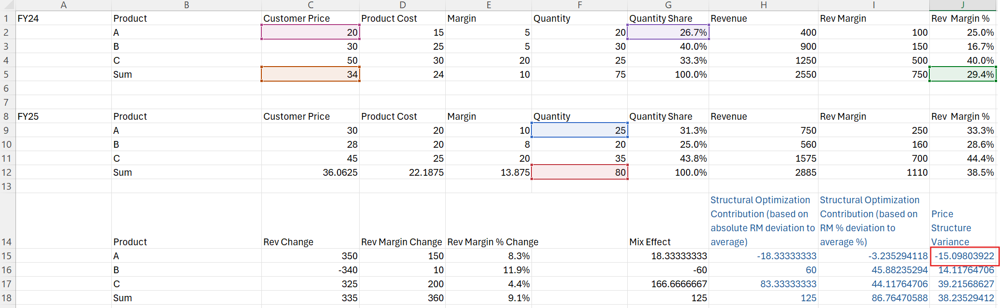 A B C D E F G H I J
1 FY24 Product Customer Price Product Cost Margin Quantity Quantity Share Revenue Rev Margin Rev Margin %
2 A 20 15 5 20 26.7% 400 100 25.0%
3 B 30 25 5 30 40.0% 900 150 16.7%
4 C 50 30 20 25 33.3% 1250 500 40.0%
5 Sum 34 24 10 75 100.0% 2550 750 29.4%
6
7
8 FY25 Product Customer Price Product Cost Margin Quantity Quantity Share Revenue Rev Margin Rev Margin %
9 A 30 20 10 25 31.3% 750 250 33.3%
10 B 28 20 8 20 25.0% 560 160 28.6%
11 C 45 25 20 35 43.8% 1575 700 44.4%
12 Sum 36.0625 22.1875 13.875 80 100.0% 2885 1110 38.5%
13
Structural Optimization Structural Optimization
Contribution (based on Contribution (based on Price
absolute RM deviation to RM % deviation to Structure
14 Product Rev Change Rev Margin Change Rev Margin % Change Mix Effect average) average %) Variance
15 A 350 150 8.3% 18.33333333 -18.33333333 -3.235294118 -15.09803922
16 B -340 10 11.9% -60 60 45.88235294 14.11764706
17 C 325 200 4.4% 166.6666667 83.33333333 44.11764706 39.21568627
18 Sum 335 360 9.1% 125 125 86.76470588 38.23529412